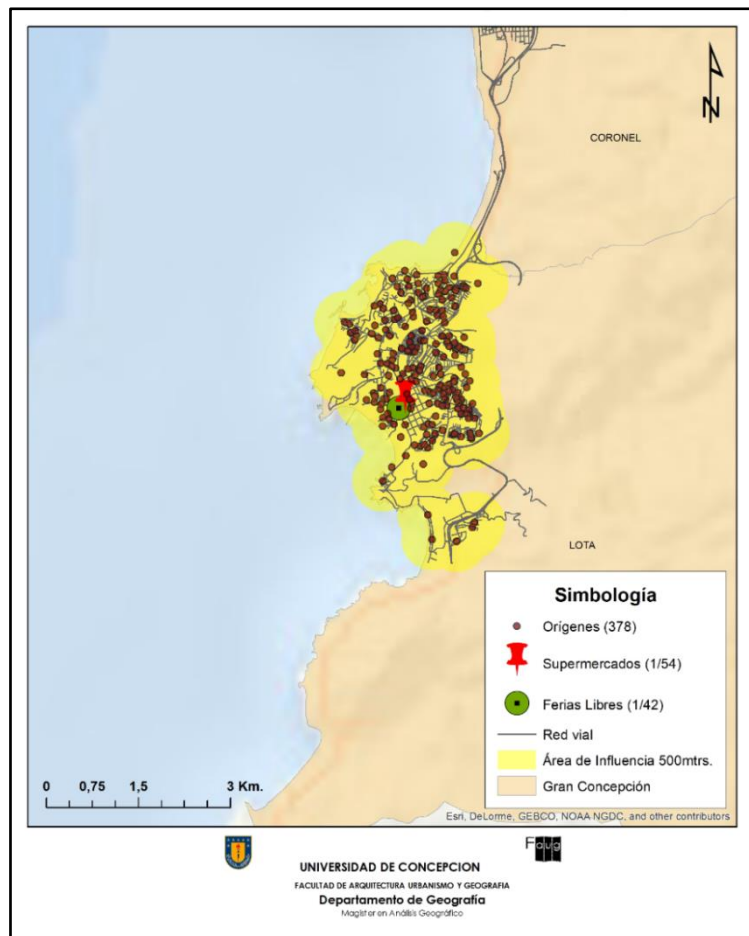 N
CORONEL
LOTA
Simbología
Orígenes (378)
Supermercados (1/54)
Ferias Libres (1/42)
Red vial
Área de Influencia 500mtrs.
Gran Concepción
0 0,75 1,5 3 Km.
Esri, DeLorme, GEBCO, NOAA NGDC, and other contributors
Faug
UNIVERSIDAD DE CONCEPCION
FACULTAD DE ARQUITECTURA URBANISMO Y GEOGRAFIA
Departamento de Geografía
Magíster en Análisis Geográfico